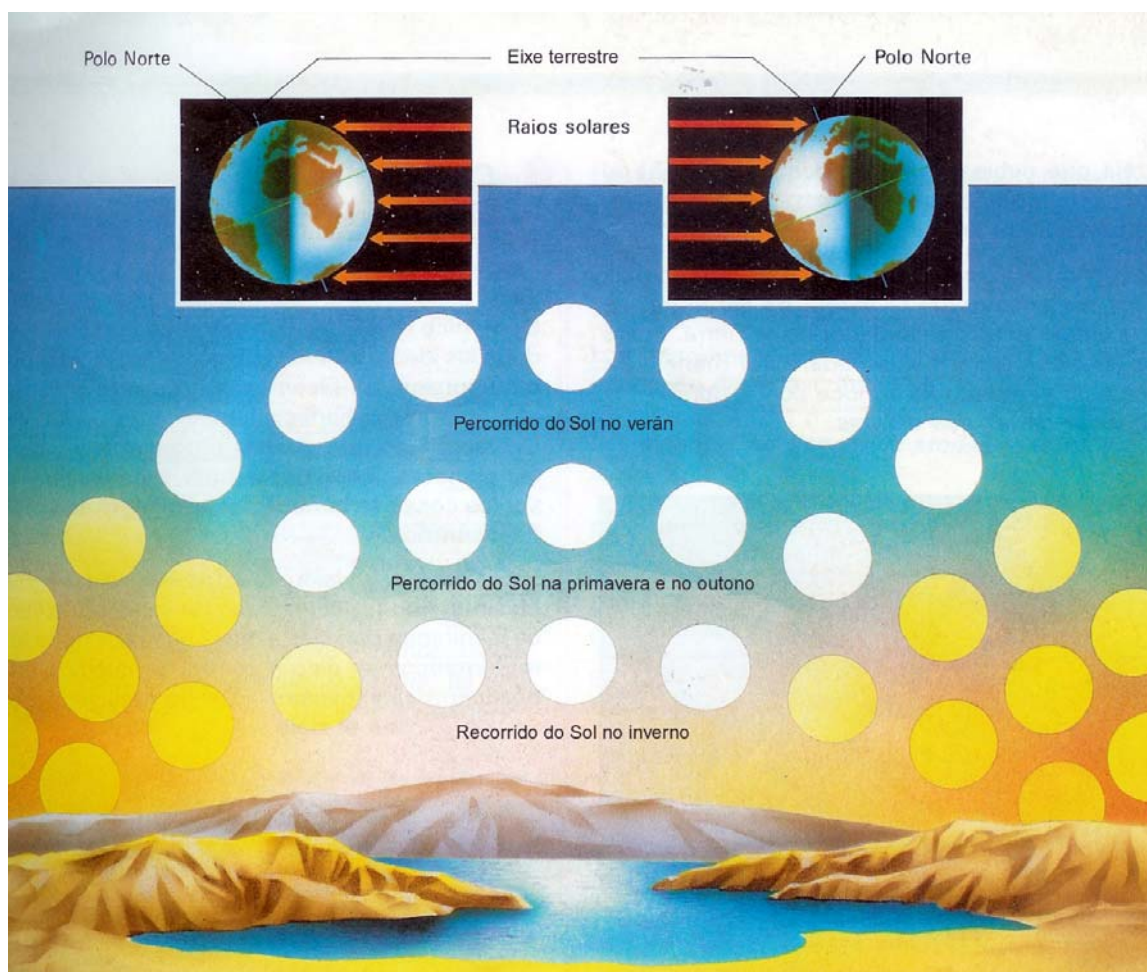 Polo Norte
Eixe terrestre
Polo Norte
Raios solares
Percorrido do Sol no verán
Percorrido do Sol na primavera e no outono
Recorrido do Sol no inverno